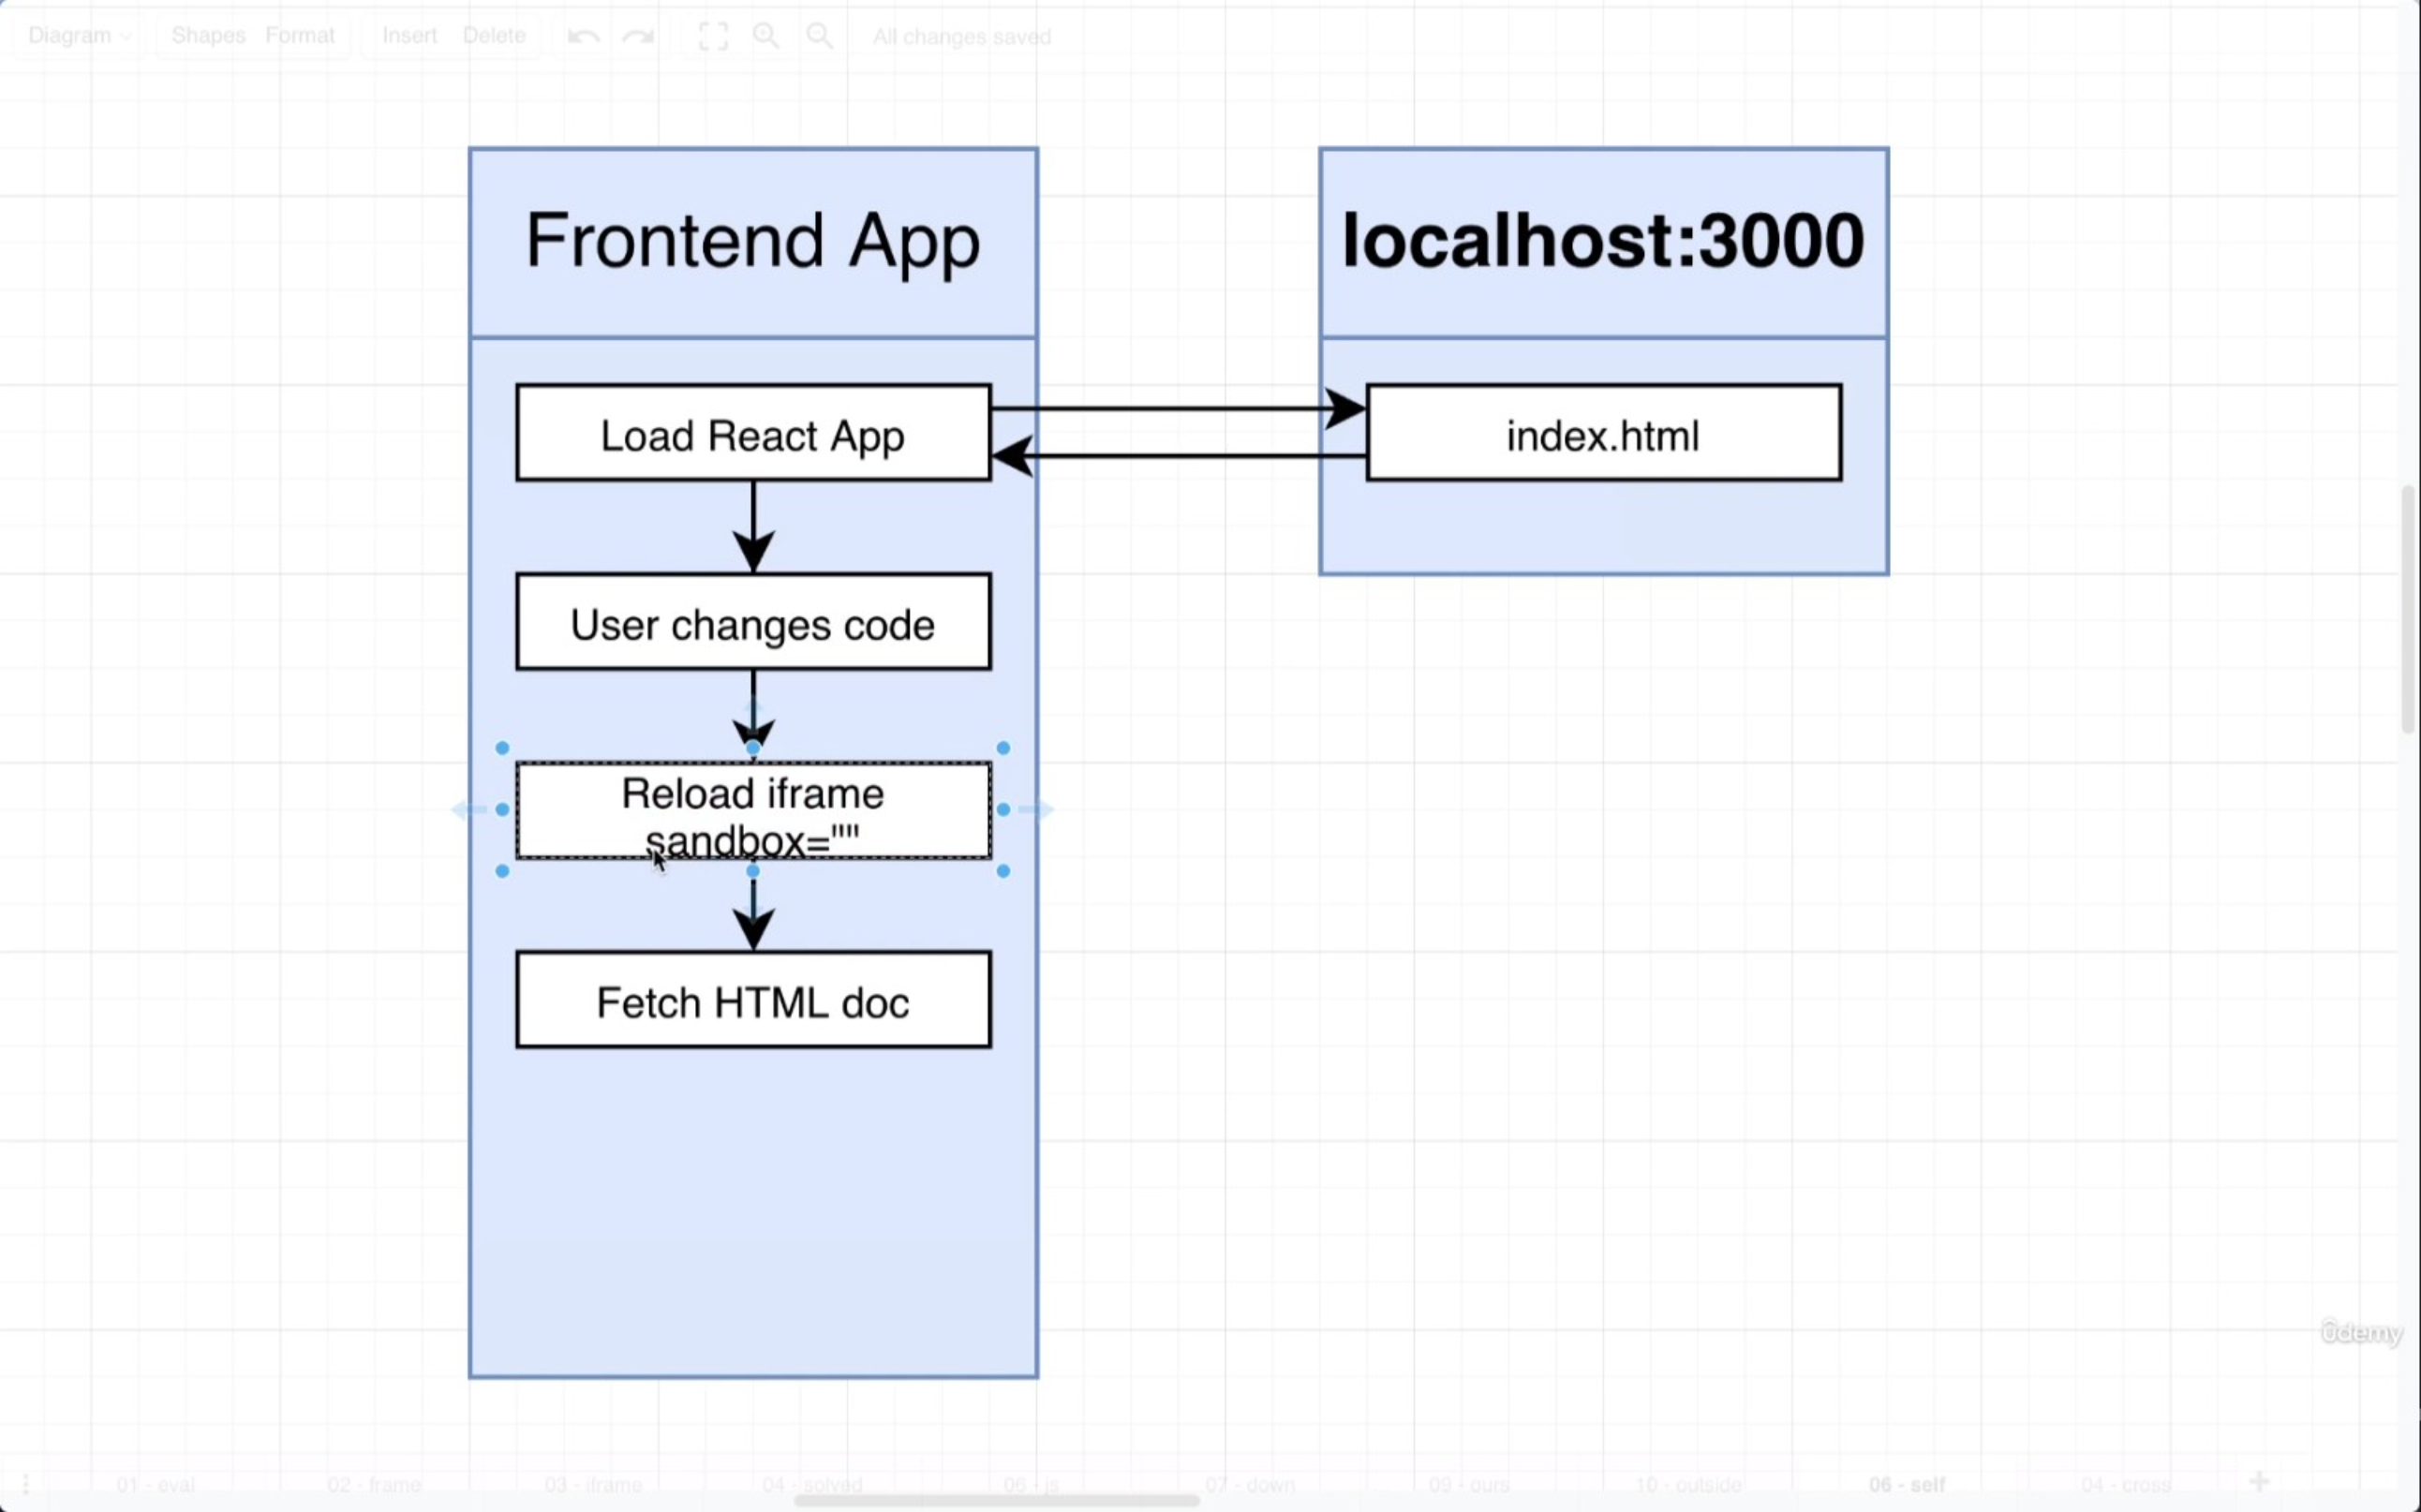 Diagram
Shapes Format
Insert Delete
All changes saved
Frontend App
localhost:3000
Load React App
index.html
User changes code
Reload iframe
sandbox=""
Fetch HTML doc
ûdemy
01 - eval
02 - frame
03 - iframe
04 - solved
06 - js
07 - down
09 - ours
10 - outside
06 - self
04 - cross